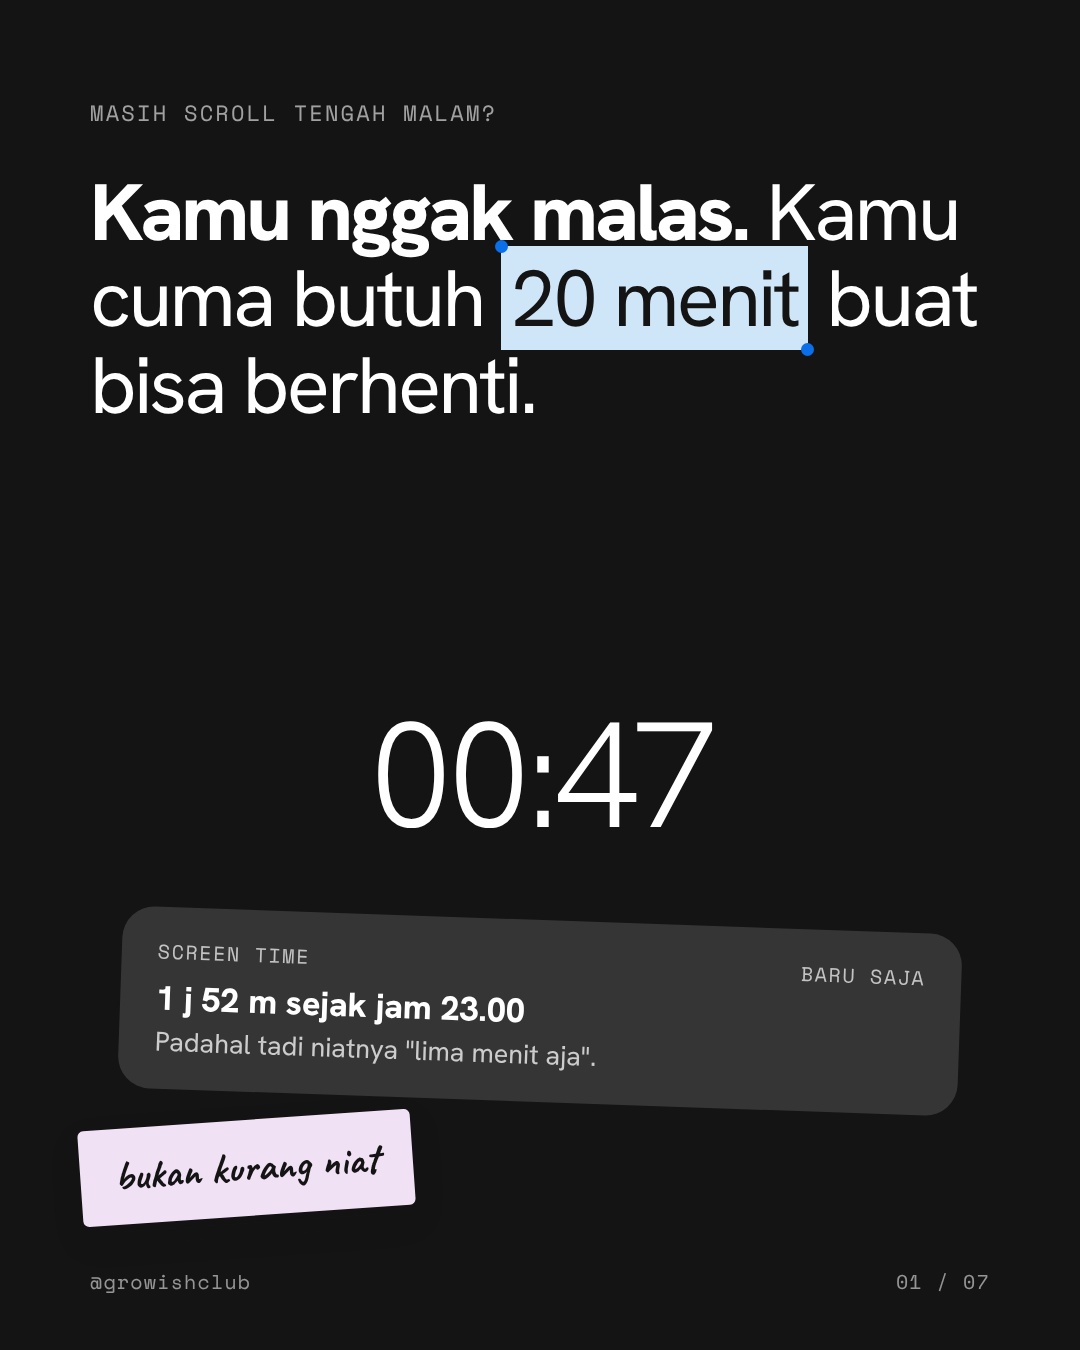 MASIH SCROLL TENGAH MALAM?
Kamu nggak malas. Kamu
cuma butuh 20 menit buat
bisa berhenti.
00:47
SCREEN TIME
BARU SAJA
1 j 52 m sejak jam 23.00
Padahal tadi niatnya "lima menit aja".
bukan kurang niat
@growishclub
01 / 07